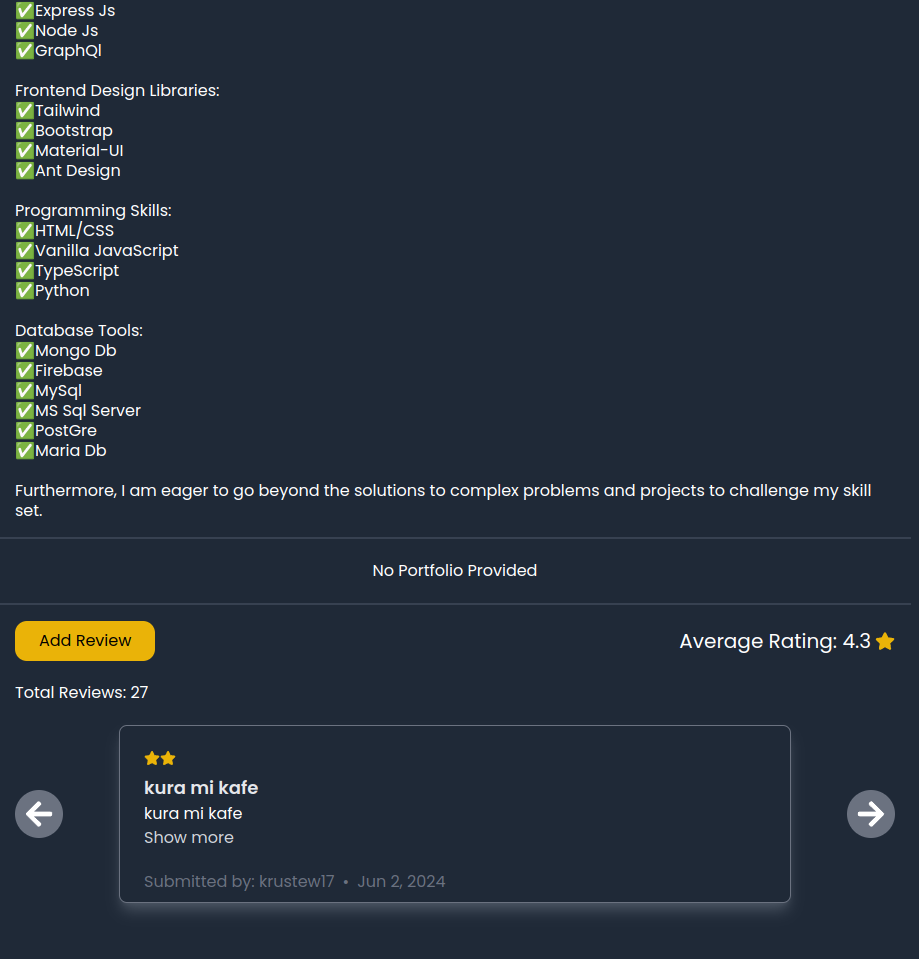 ✅Express Js
✅Node Js
✅GraphQl
Frontend Design Libraries:
✅Tailwind
✅Bootstrap
✅Material-UI
✅Ant Design
Programming Skills:
✅HTML/CSS
✅Vanilla JavaScript
✅TypeScript
✅Python
Database Tools:
✅Mongo Db
✅Firebase
✅MySql
✅MS Sql Server
✅PostGre
✅Maria Db
Furthermore, I am eager to go beyond the solutions to complex problems and projects to challenge my skill
set.
No Portfolio Provided
Add Review
Average Rating: 4.3
Total Reviews: 27
kura mi kafe
kura mi kafe
Show more
Submitted by: krustew17 • Jun 2, 2024